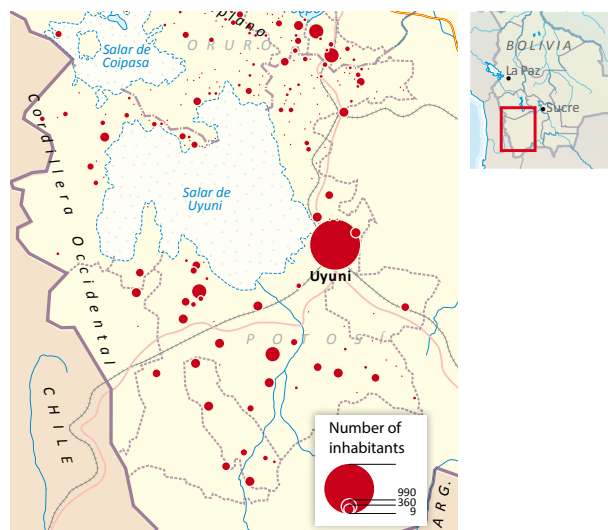 plano
Salar de
Coipasa
ORURO
Cordillera Occidental
Salar de
Uyuni
Uyuni
POTOSÍ
CHILE
ARG.
Number of
inhabitants
990
360
9
BOLIVIA
La Paz
Sucre